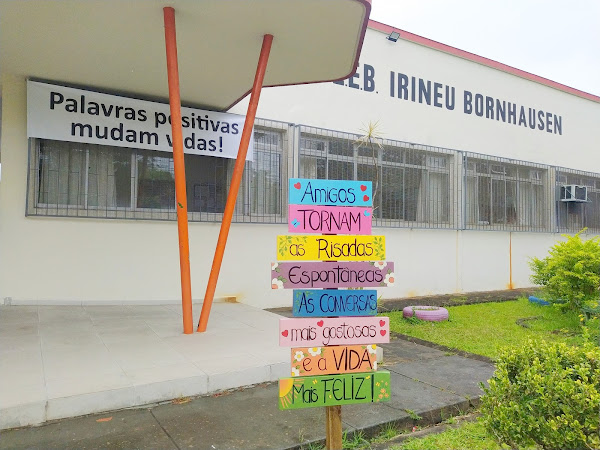 E.E.B. IRINEU BORNHAUSEN
Palavras positivas
mudam vidas!
Amigos
TORNAM
as Risadas
Espontâneas
AS CONVERSAS
mais gostosas
e a VIDA
Mais FELIZ!